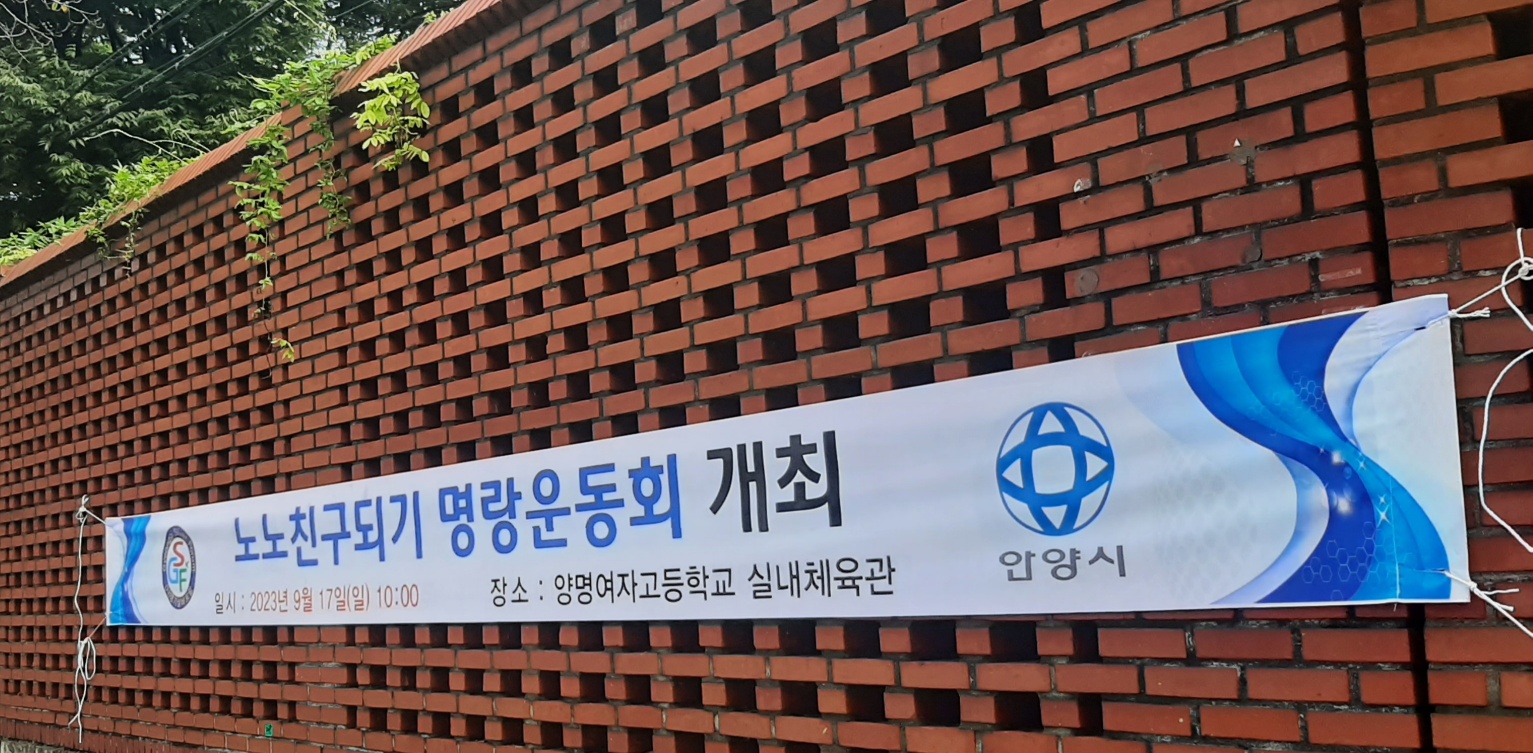 노노친구되기 명랑운동회 개최
일시 : 2023년 9월 17일(일) 10:00
장소 : 양명여자고등학교 실내체육관
SGF
안양시